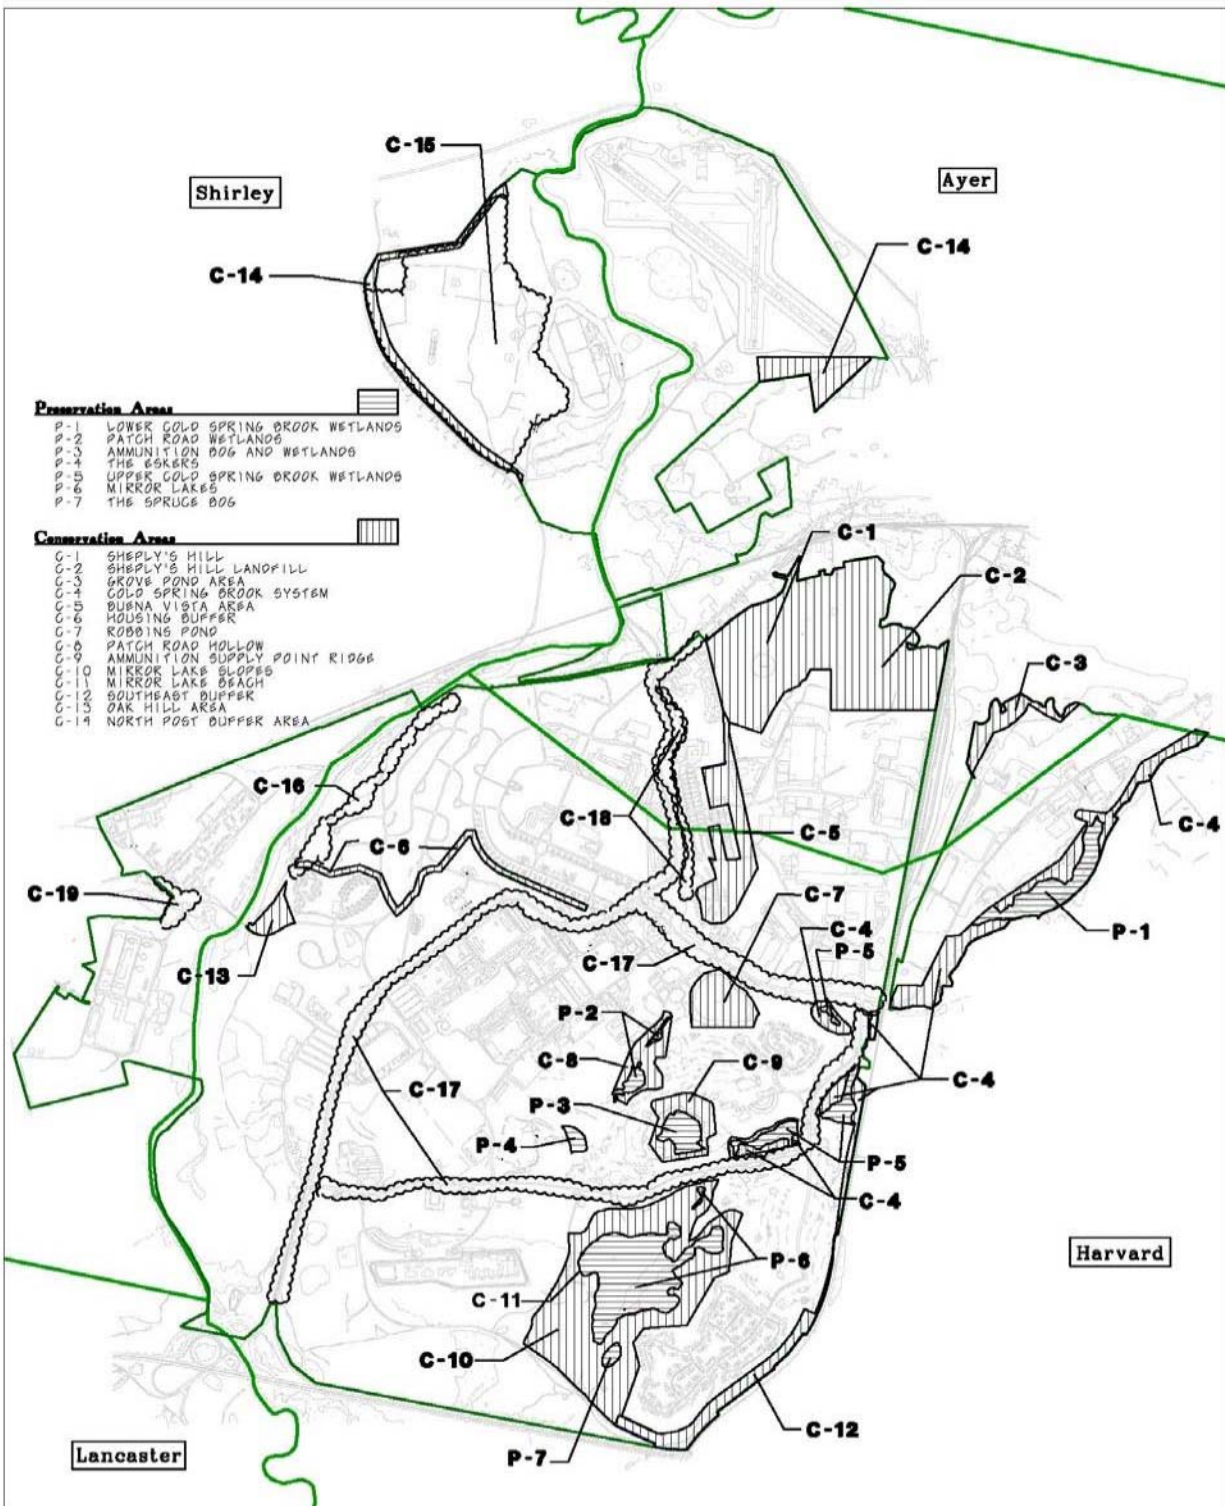 C-15
Shirley
Ayer
C-14
C-14
Preservation Areas
P-1 LOWER COLD SPRING BROOK WETLANDS
P-2 PATCH ROAD WETLANDS
P-3 AMMUNITION BOG AND WETLANDS
P-4 THE ESKERS
P-5 UPPER COLD SPRING BROOK WETLANDS
P-6 MIRROR LAKES
P-7 THE SPRUCE BOG
Conservation Areas
C-1 SHEPLY'S HILL
C-2 SHEPLY'S HILL LANDFILL
C-3 GROVE POND AREA
C-4 COLD SPRING BROOK SYSTEM
C-5 BUENA VISTA AREA
C-6 HOUSING BUFFER
C-7 ROBBINS POND
C-8 PATCH ROAD HOLLOW
C-9 AMMUNITION SUPPLY POINT RIDGE
C-10 MIRROR LAKE SLOPES
C-11 MIRROR LAKE BEACH
C-12 SOUTHEAST BUFFER
C-13 OAK HILL AREA
C-14 NORTH POST BUFFER AREA
C-1
C-2
C-3
C-16
C-18
C-5
C-4
C-6
C-19
C-7
C-4
P-5
P-1
C-17
C-13
P-2
C-8
C-9
C-4
C-17
P-3
P-4
P-5
C-4
P-6
Harvard
C-11
C-10
C-12
Lancaster
P-7